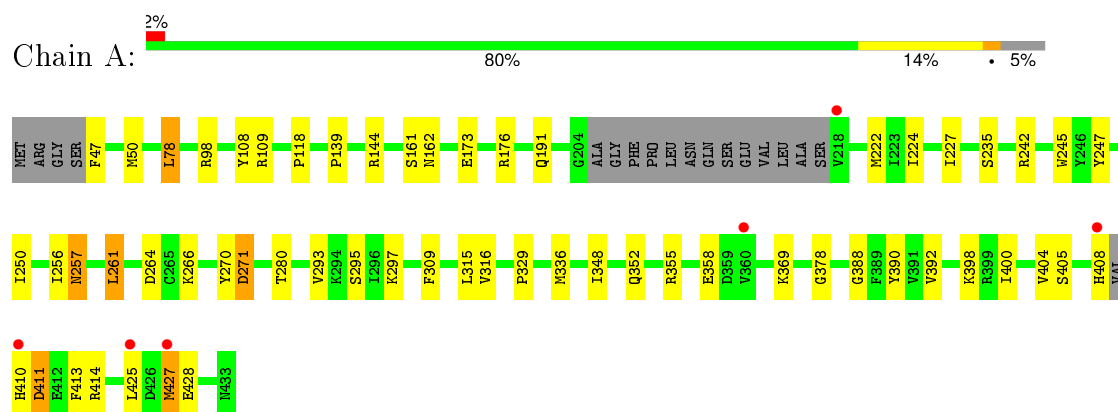 2%
Chain A:
80% 14% • 5%
MET ARG GLY SER F47 M50 L78 R98 Y108 R109 P118 P139 R144 S161 N162 E173 R176 Q191 G204 ALA GLY PHE PRO LEU ASN GLN SER GLU VAL LEU ALA SER V218 M222 I223 I224 I227 S235 R242 W245 Y246 Y247
I250 I256 N257 L261 D264 C265 K266 Y270 D271 T280 V293 K294 S295 I296 K297 F309 L315 V316 P329 M336 I348 Q352 R355 E358 D359 V360 K369 G378 G388 F389 Y390 V391 V392 K398 R399 I400 V404 S405 H408 VAL
H410 D411 E412 F413 R414 L425 D426 M427 E428 N433